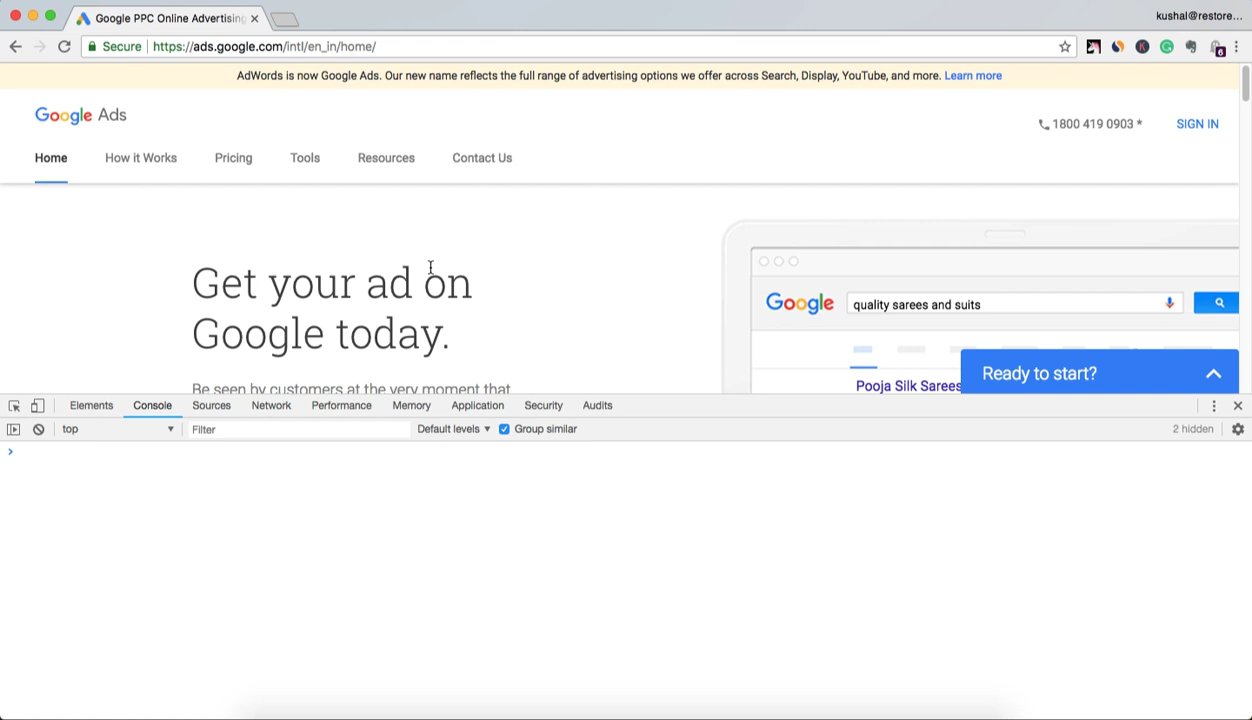 Google PPC Online Advertising
kushal@restore...
Secure https://ads.google.com/intl/en_in/home/
6
AdWords is now Google Ads. Our new name reflects the full range of advertising options we offer across Search, Display, YouTube, and more. Learn more
Google Ads
1800 419 0903 *
SIGN IN
Home How it Works Pricing Tools Resources Contact Us
Get your ad on
Google today.
Be seen by customers at the very moment that
Google quality sarees and suits
Pooja Silk Sarees
Ready to start?
Elements Console Sources Network Performance Memory Application Security Audits
top Filter Default levels Group similar 2 hidden